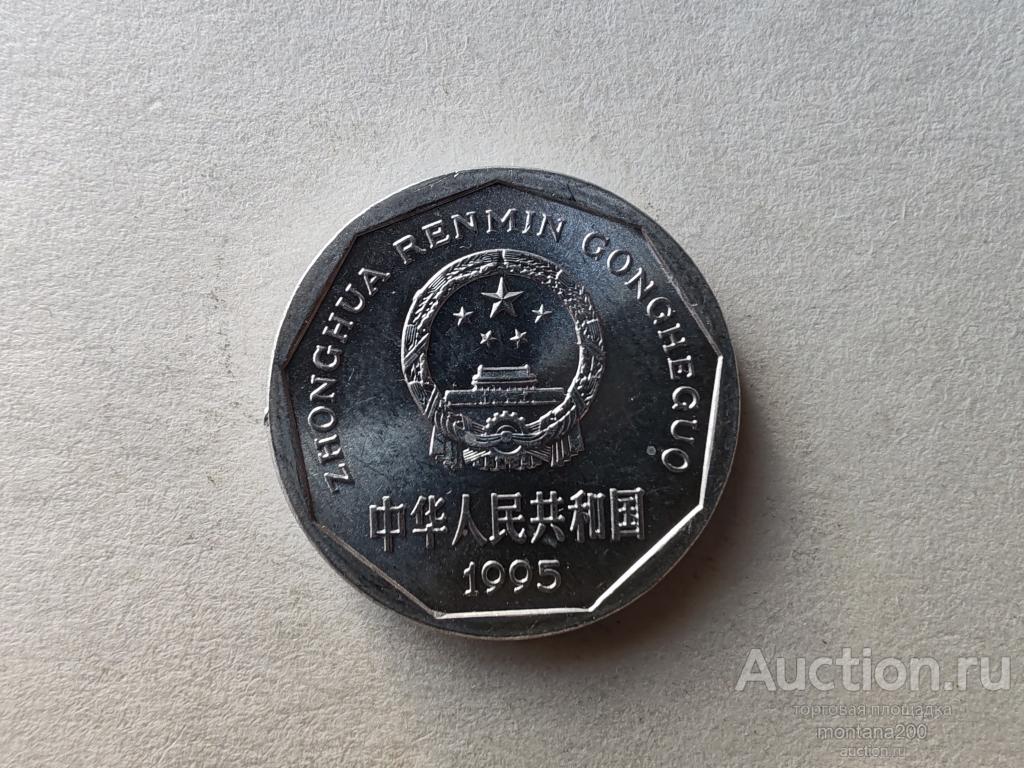 ZHONGHUA RENMIN GONGHEGUO
中华人民共和国
1995
Auction.ru
торговая площадка
montana200
auction.ru